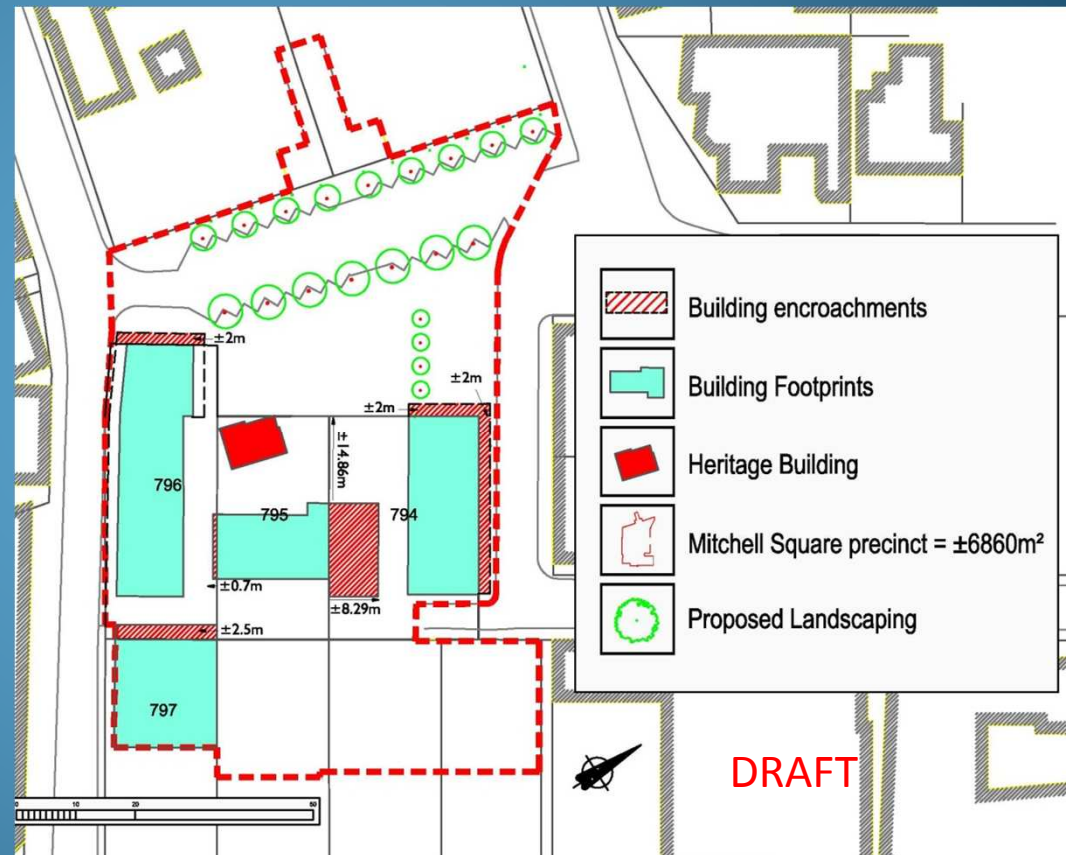 ±2m
±2m
±2m
±14.86m
796
795
794
±0.7m
±8.29m
±2.5m
797
Building encroachments
Building Footprints
Heritage Building
Mitchell Square precinct = ±6860m²
Proposed Landscaping
DRAFT
0 10 20 50